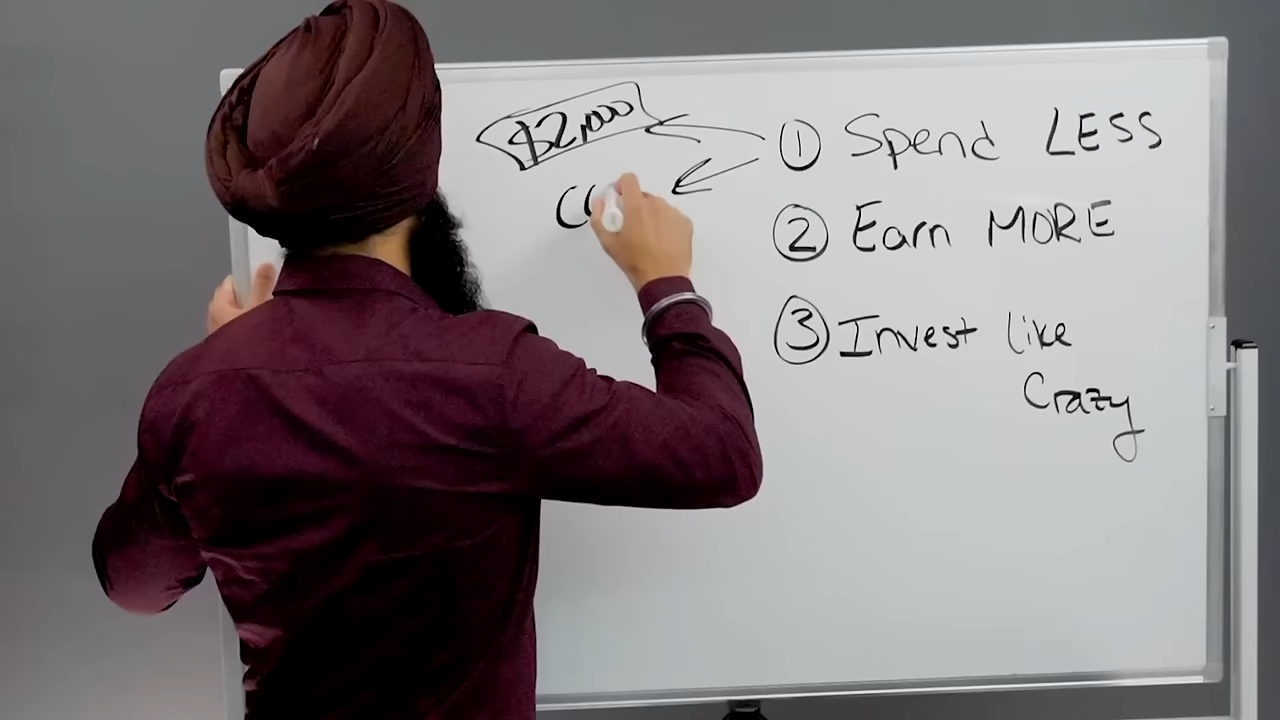 $2,000
① Spend LESS
② Earn MORE
③ Invest like
Crazy